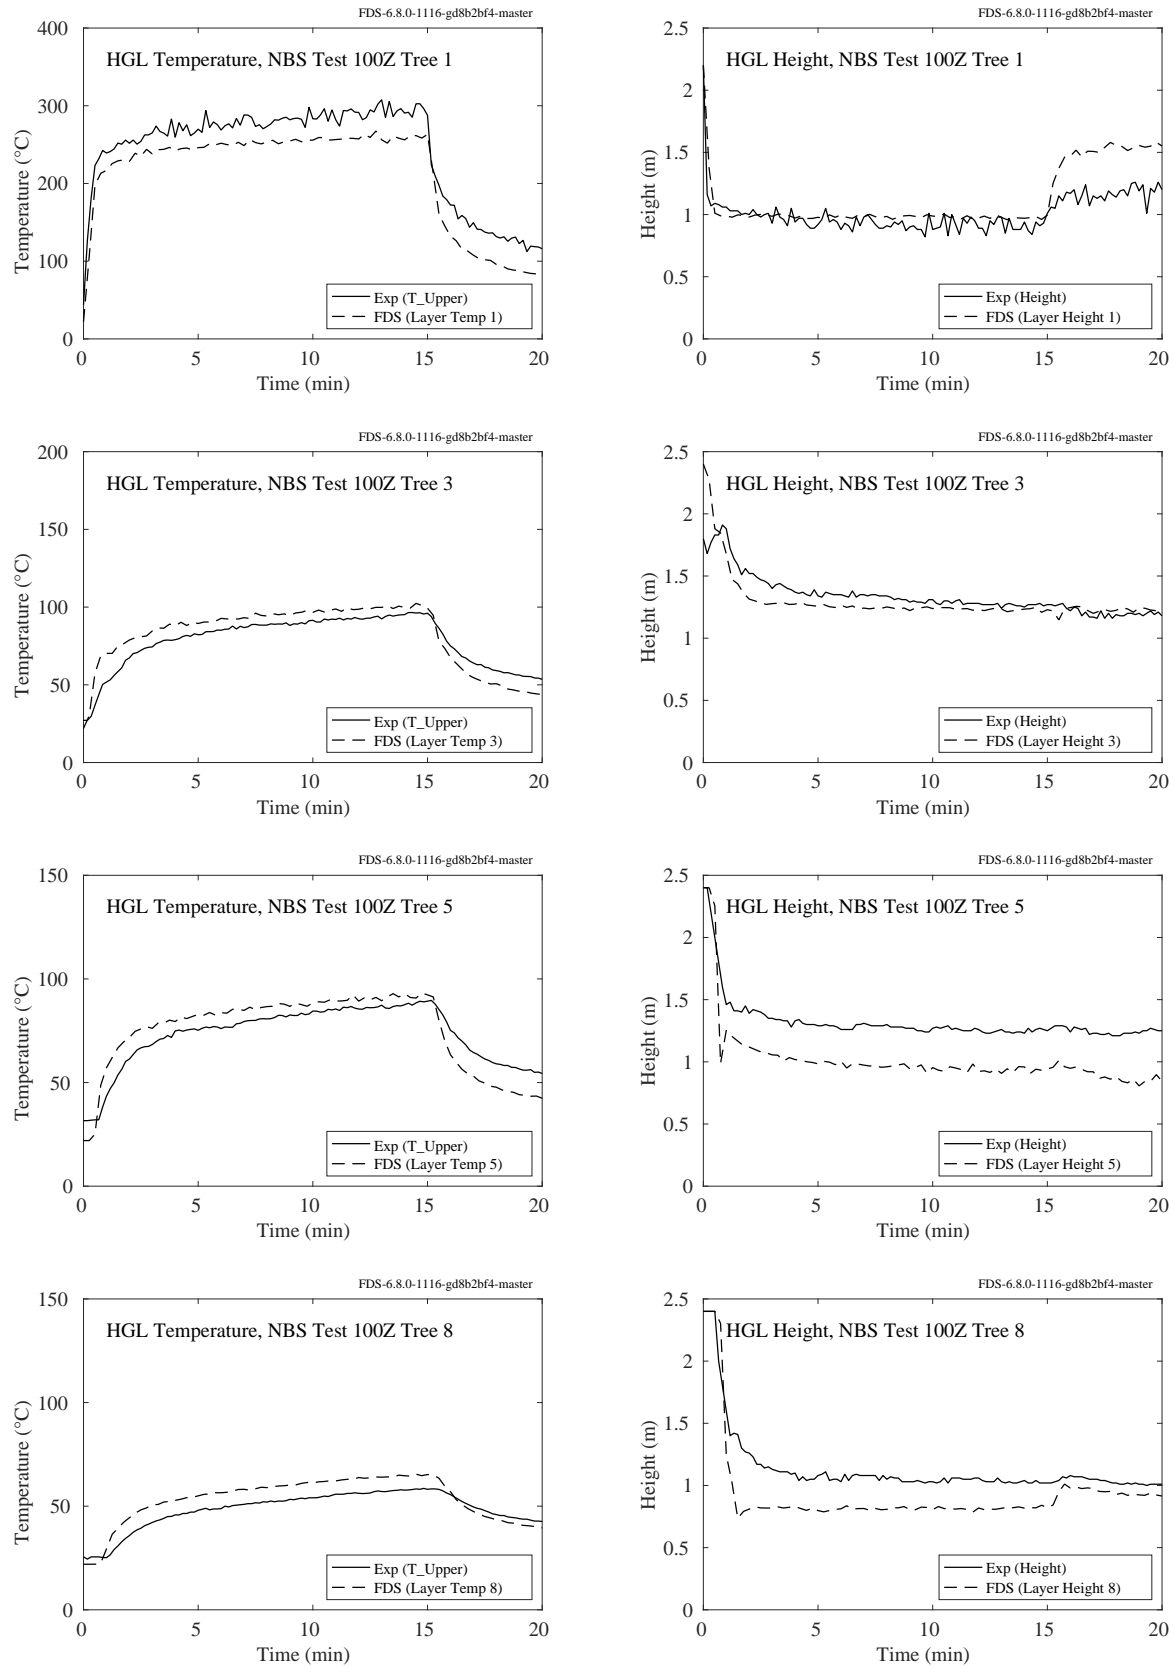 FDS-6.8.0-1116-gd8b2bf4-master
HGL Temperature, NBS Test 100Z Tree 1
400
300
200
100
0
Temperature (°C)
Exp (T_Upper)
FDS (Layer Temp 1)
0 5 10 15 20
Time (min)
FDS-6.8.0-1116-gd8b2bf4-master
HGL Height, NBS Test 100Z Tree 1
2.5
2
1.5
1
0.5
0
Height (m)
Exp (Height)
FDS (Layer Height 1)
0 5 10 15 20
Time (min)
FDS-6.8.0-1116-gd8b2bf4-master
HGL Temperature, NBS Test 100Z Tree 3
200
150
100
50
0
Temperature (°C)
Exp (T_Upper)
FDS (Layer Temp 3)
0 5 10 15 20
Time (min)
FDS-6.8.0-1116-gd8b2bf4-master
HGL Height, NBS Test 100Z Tree 3
2.5
2
1.5
1
0.5
0
Height (m)
Exp (Height)
FDS (Layer Height 3)
0 5 10 15 20
Time (min)
FDS-6.8.0-1116-gd8b2bf4-master
HGL Temperature, NBS Test 100Z Tree 5
150
100
50
0
Temperature (°C)
Exp (T_Upper)
FDS (Layer Temp 5)
0 5 10 15 20
Time (min)
FDS-6.8.0-1116-gd8b2bf4-master
HGL Height, NBS Test 100Z Tree 5
2.5
2
1.5
1
0.5
0
Height (m)
Exp (Height)
FDS (Layer Height 5)
0 5 10 15 20
Time (min)
FDS-6.8.0-1116-gd8b2bf4-master
HGL Temperature, NBS Test 100Z Tree 8
150
100
50
0
Temperature (°C)
Exp (T_Upper)
FDS (Layer Temp 8)
0 5 10 15 20
Time (min)
FDS-6.8.0-1116-gd8b2bf4-master
HGL Height, NBS Test 100Z Tree 8
2.5
2
1.5
1
0.5
0
Height (m)
Exp (Height)
FDS (Layer Height 8)
0 5 10 15 20
Time (min)